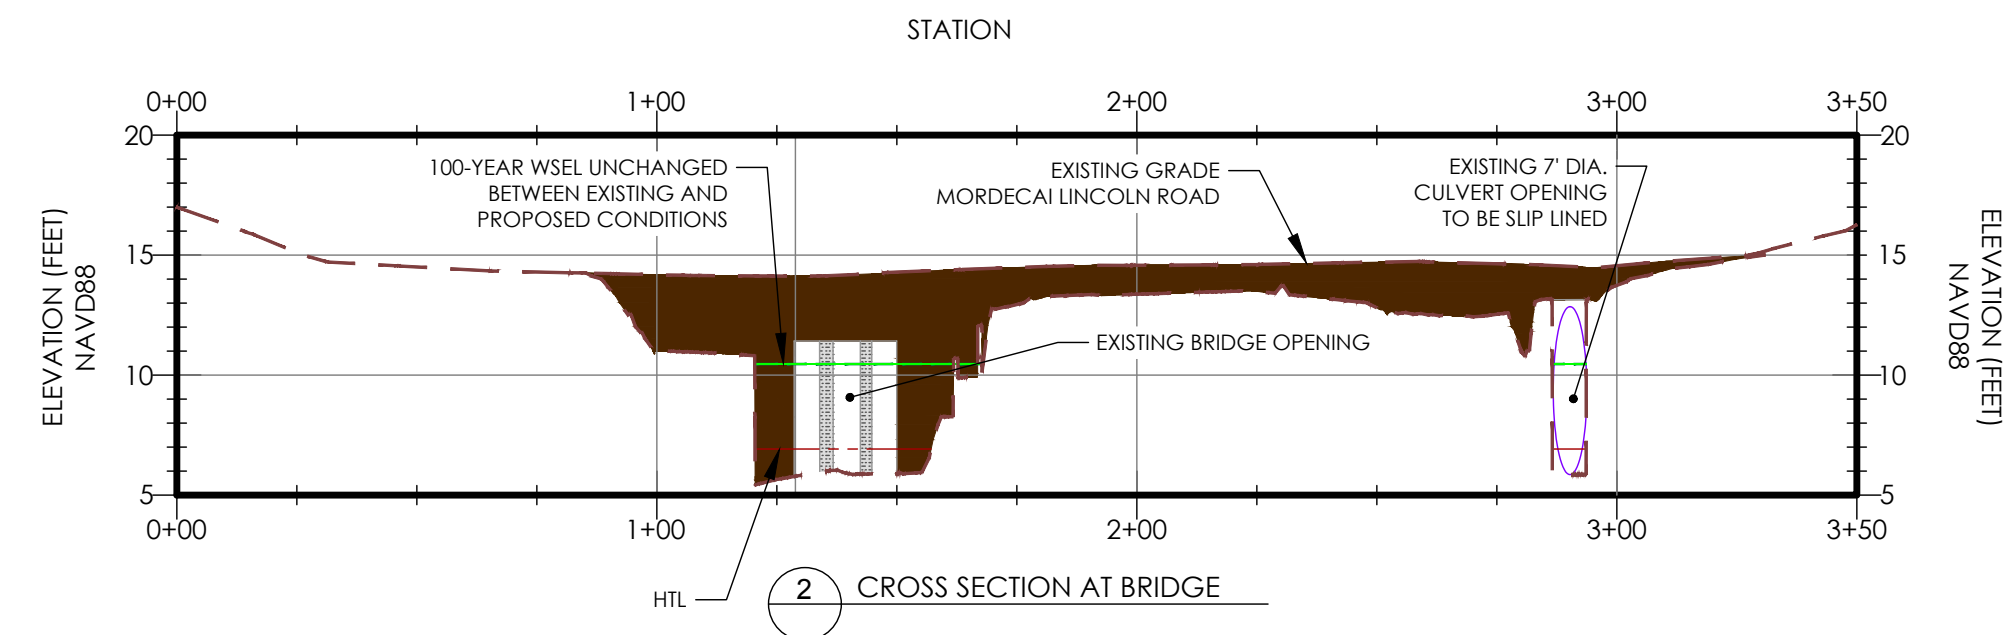 STATION
0+00 1+00 2+00 3+00 3+50
20 20
100-YEAR WSEL UNCHANGED
BETWEEN EXISTING AND
PROPOSED CONDITIONS
EXISTING GRADE
MORDECAI LINCOLN ROAD
EXISTING 7' DIA.
CULVERT OPENING
TO BE SLIP LINED
ELEVATION (FEET)
NAVD88
ELEVATION (FEET)
NAVD88
15 15
EXISTING BRIDGE OPENING
10 10
5 5
0+00 1+00 2+00 3+00 3+50
HTL
2 CROSS SECTION AT BRIDGE